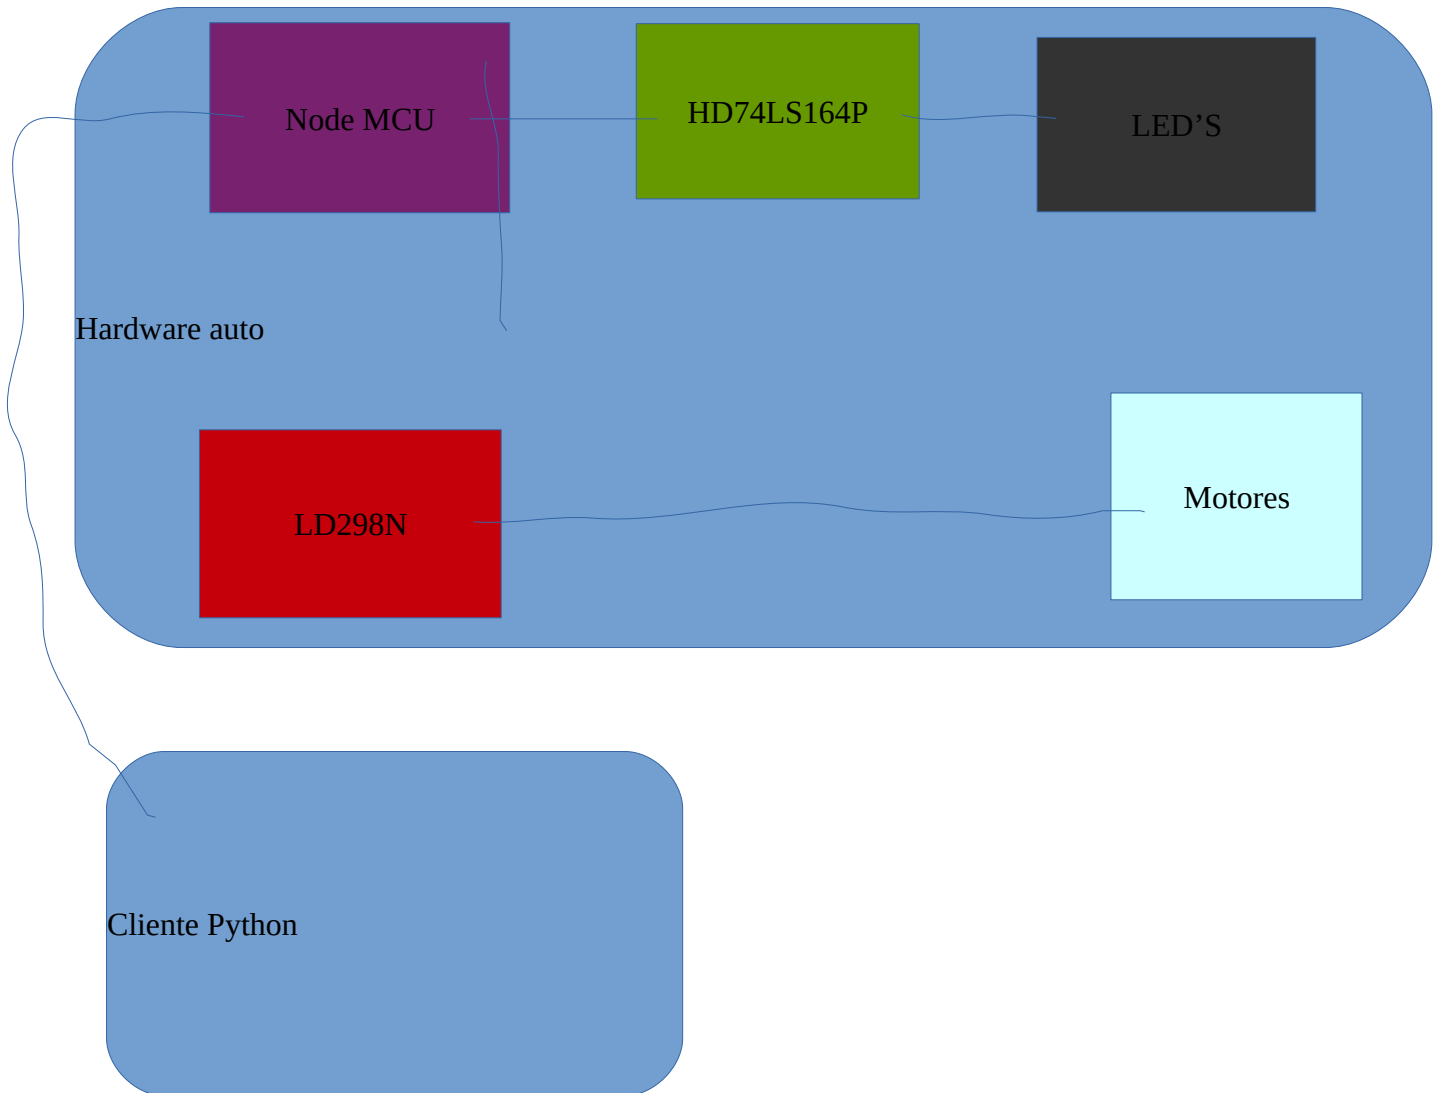 Node MCU
HD74LS164P
LED’S
Hardware auto
LD298N
Motores
Cliente Python